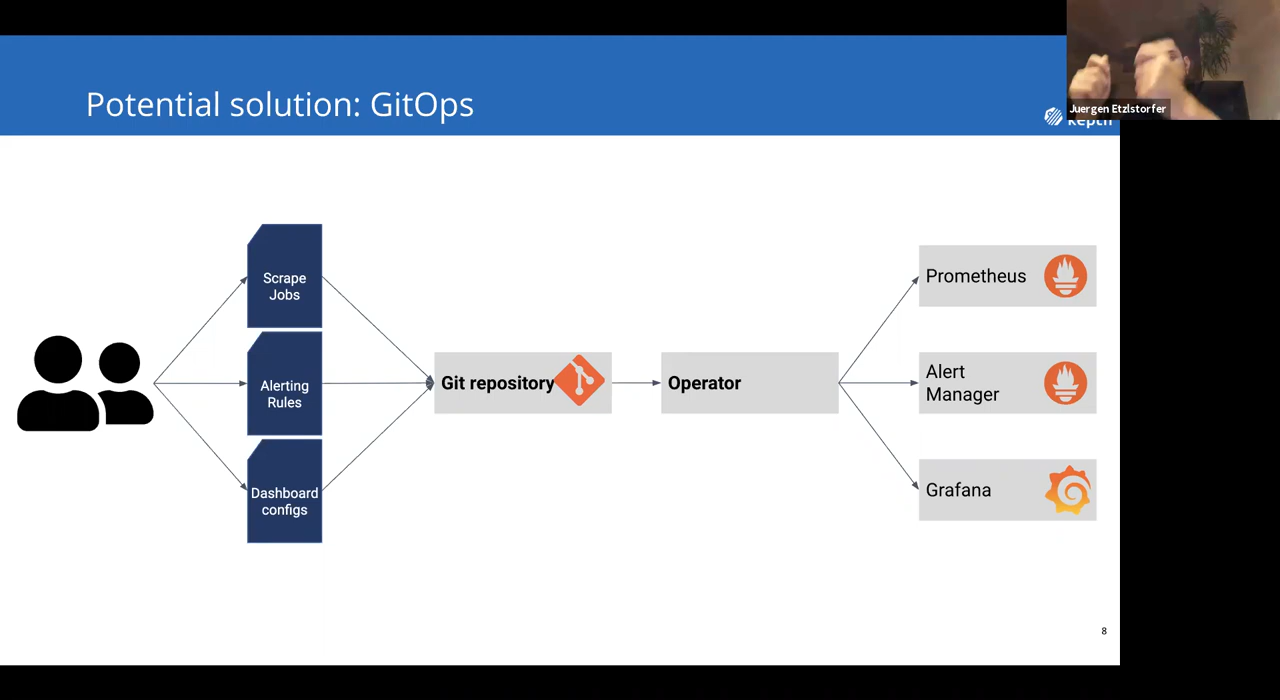 Potential solution: GitOps
Juergen Etzlstorfer
keptn
Scrape
Jobs
Alerting
Rules
Dashboard
configs
Git repository
Operator
Prometheus
Alert
Manager
Grafana
8